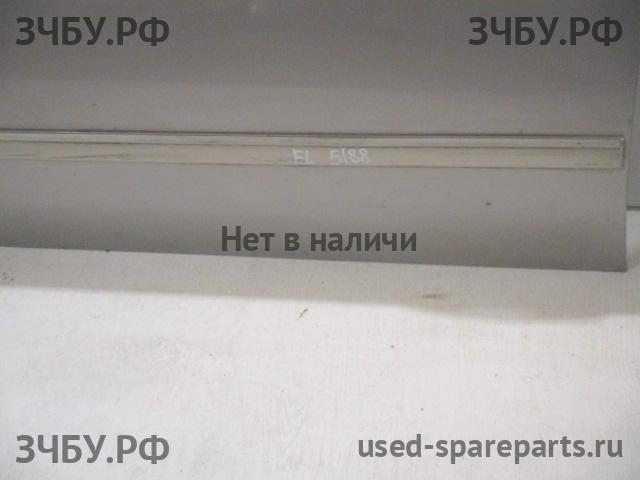 ЗЧБУ.РФ ЗЧБУ.РФ
EL 5188
Нет в наличи
ЗЧБУ.РФ used-spareparts.ru